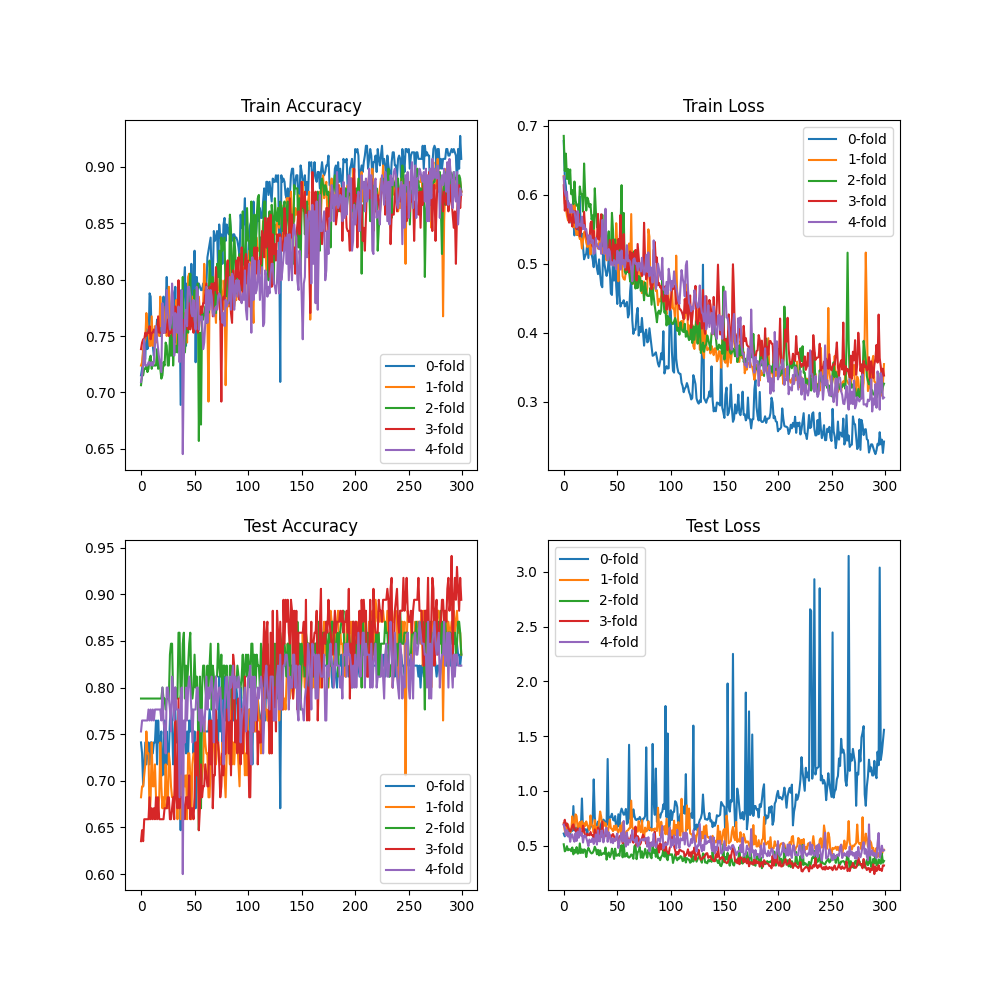 Train Accuracy
0.90
0.85
0.80
0.75
0.70
0.65
0 50 100 150 200 250 300
0-fold
1-fold
2-fold
3-fold
4-fold
Train Loss
0.7
0.6
0.5
0.4
0.3
0 50 100 150 200 250 300
0-fold
1-fold
2-fold
3-fold
4-fold
Test Accuracy
0.95
0.90
0.85
0.80
0.75
0.70
0.65
0.60
0 50 100 150 200 250 300
0-fold
1-fold
2-fold
3-fold
4-fold
Test Loss
3.0
2.5
2.0
1.5
1.0
0.5
0 50 100 150 200 250 300
0-fold
1-fold
2-fold
3-fold
4-fold